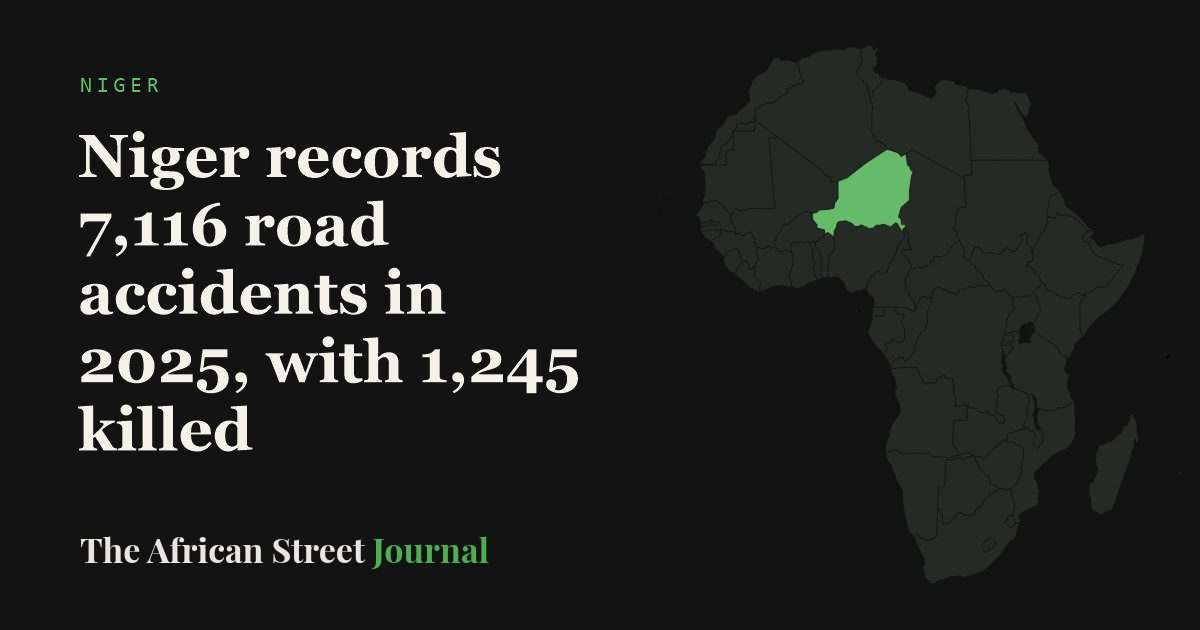 NIGER
Niger records
7,116 road
accidents in
2025, with 1,245
killed
The African Street Journal